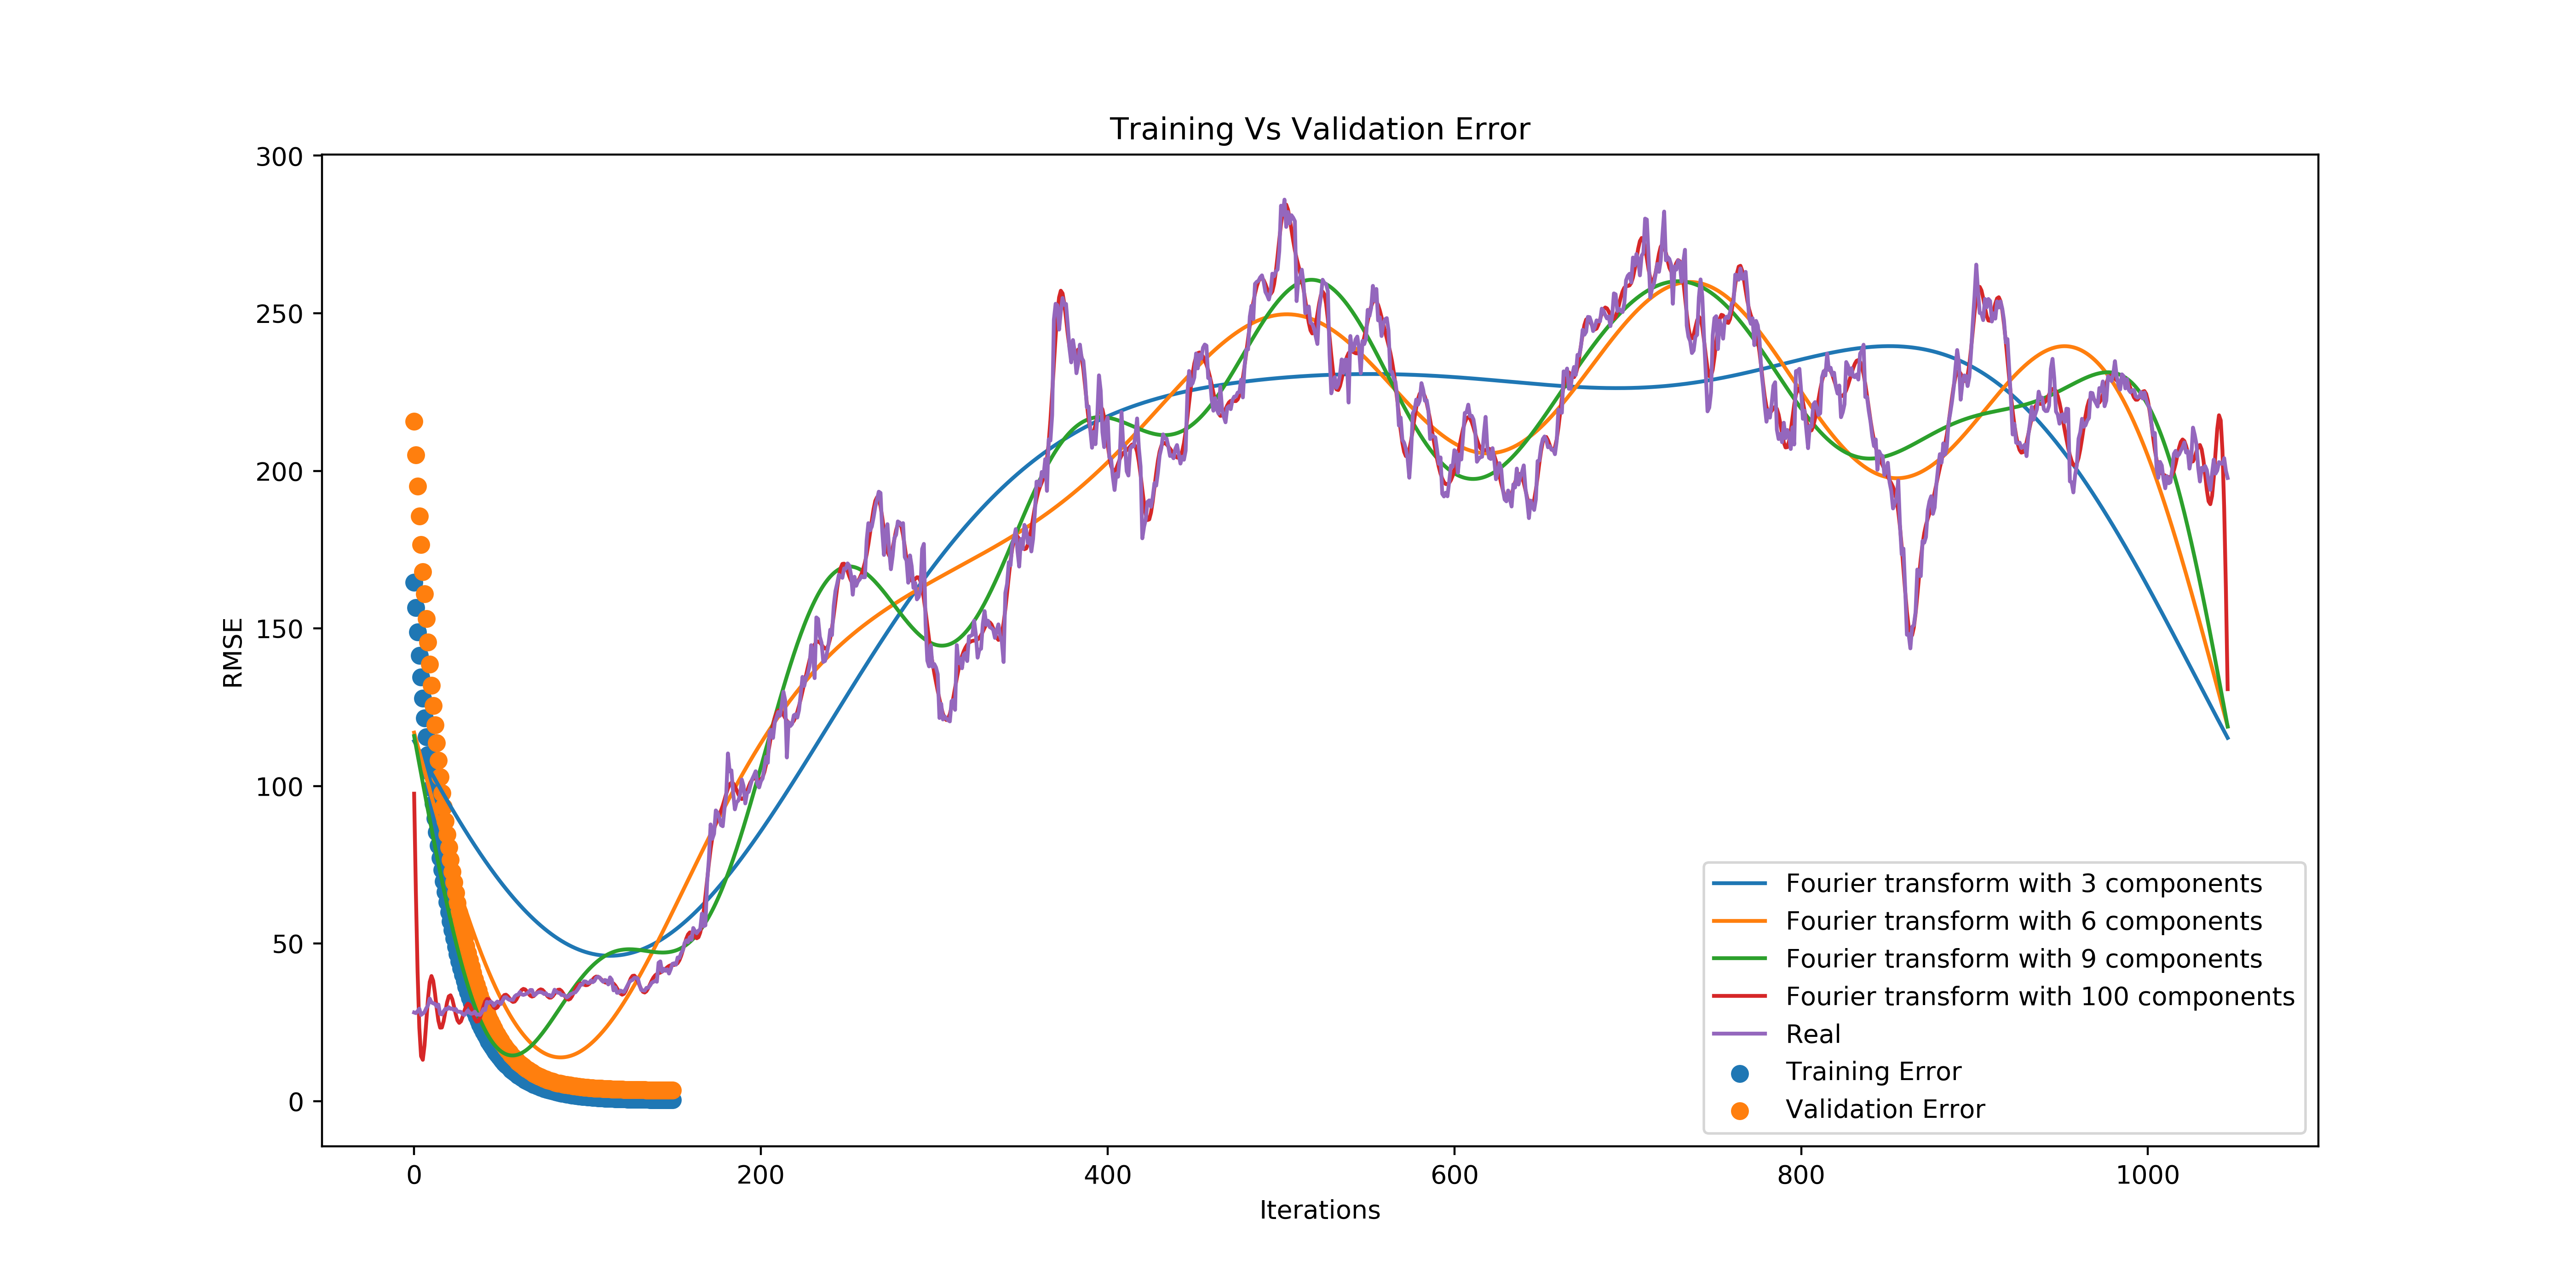 Training Vs Validation Error
300
250
200
150
100
50
0
RMSE
0 200 400 600 800 1000
Iterations
Fourier transform with 3 components
Fourier transform with 6 components
Fourier transform with 9 components
Fourier transform with 100 components
Real
Training Error
Validation Error